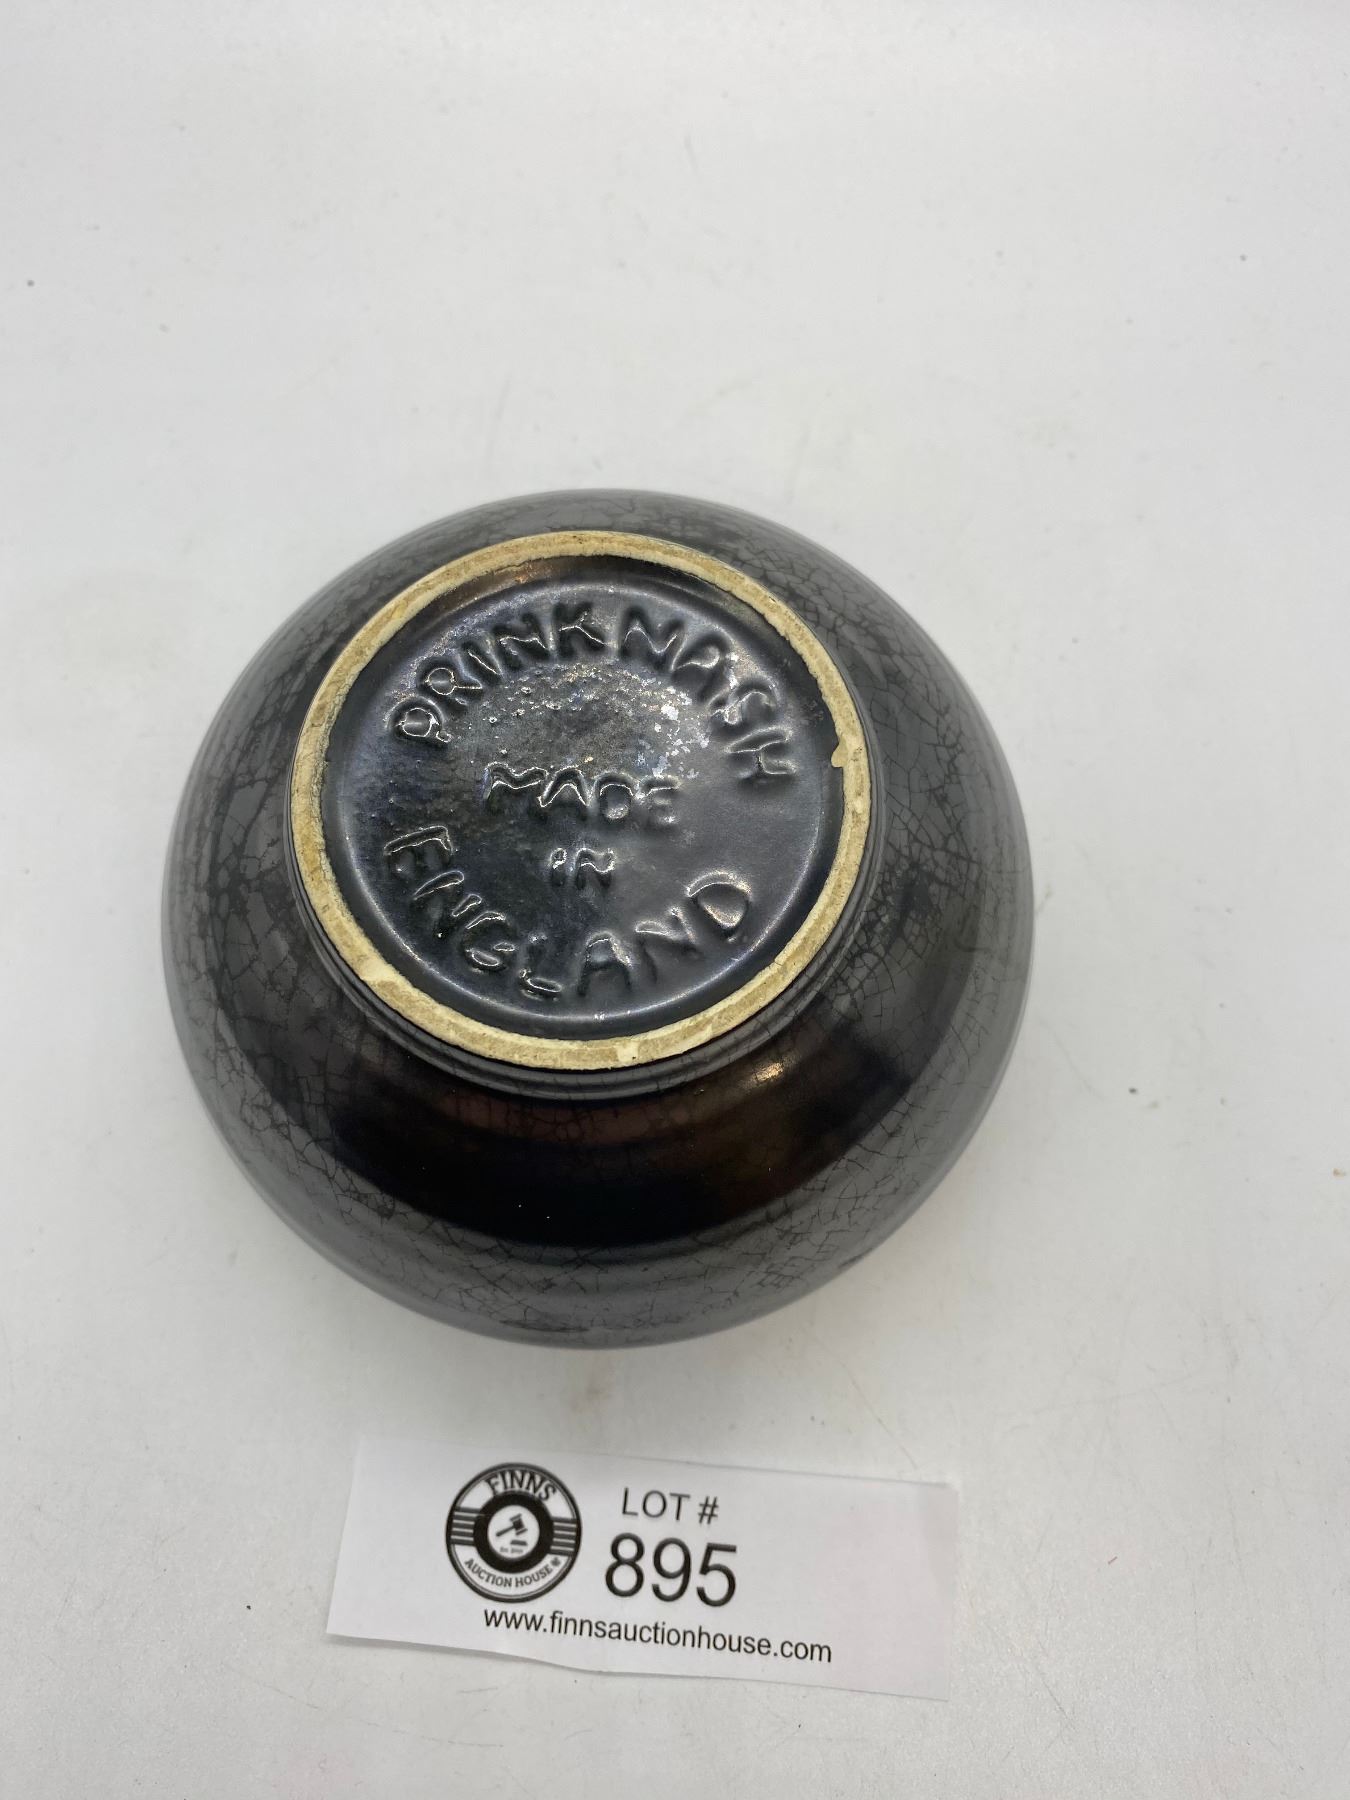 PRINKNASH
MADE
IN
ENGLAND
FINNS
AUCTION HOUSE
LOT #
895
www.finnsauctionhouse.com